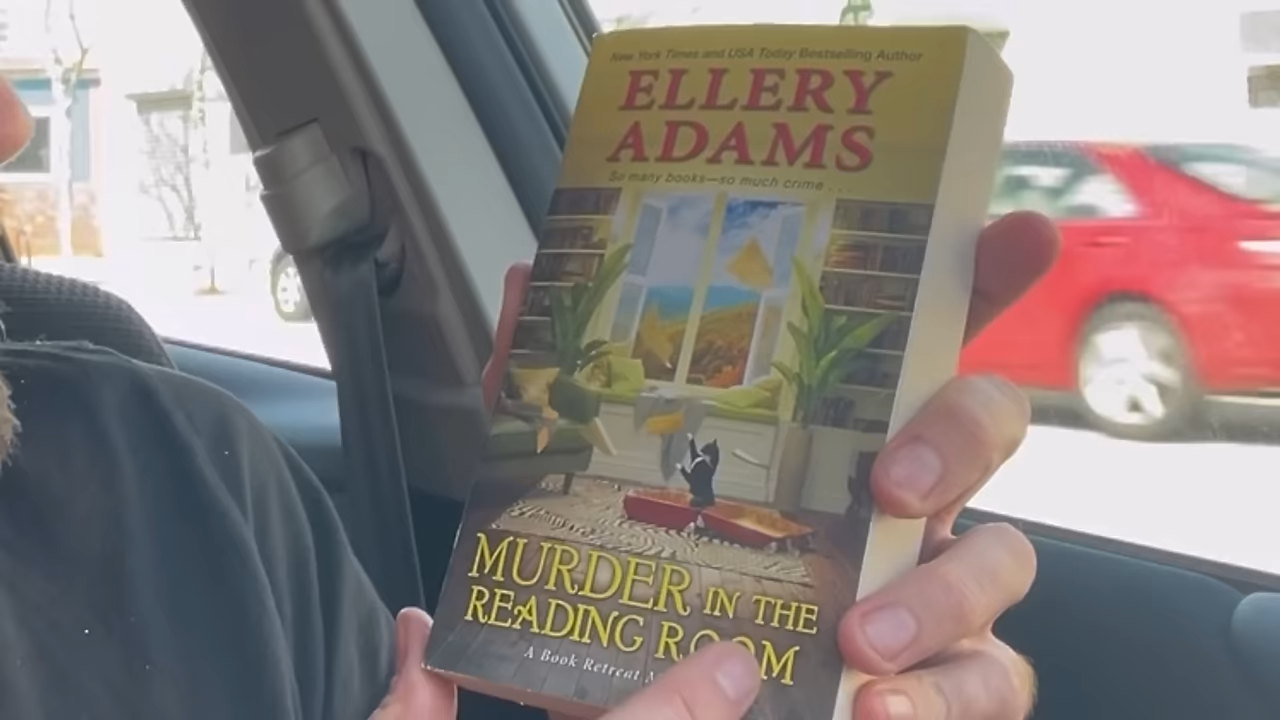 New York Times and USA Today Bestselling Author
ELLERY
ADAMS
So many books—so much crime . . .
MURDER IN THE
READING ROOM
A Book Retreat